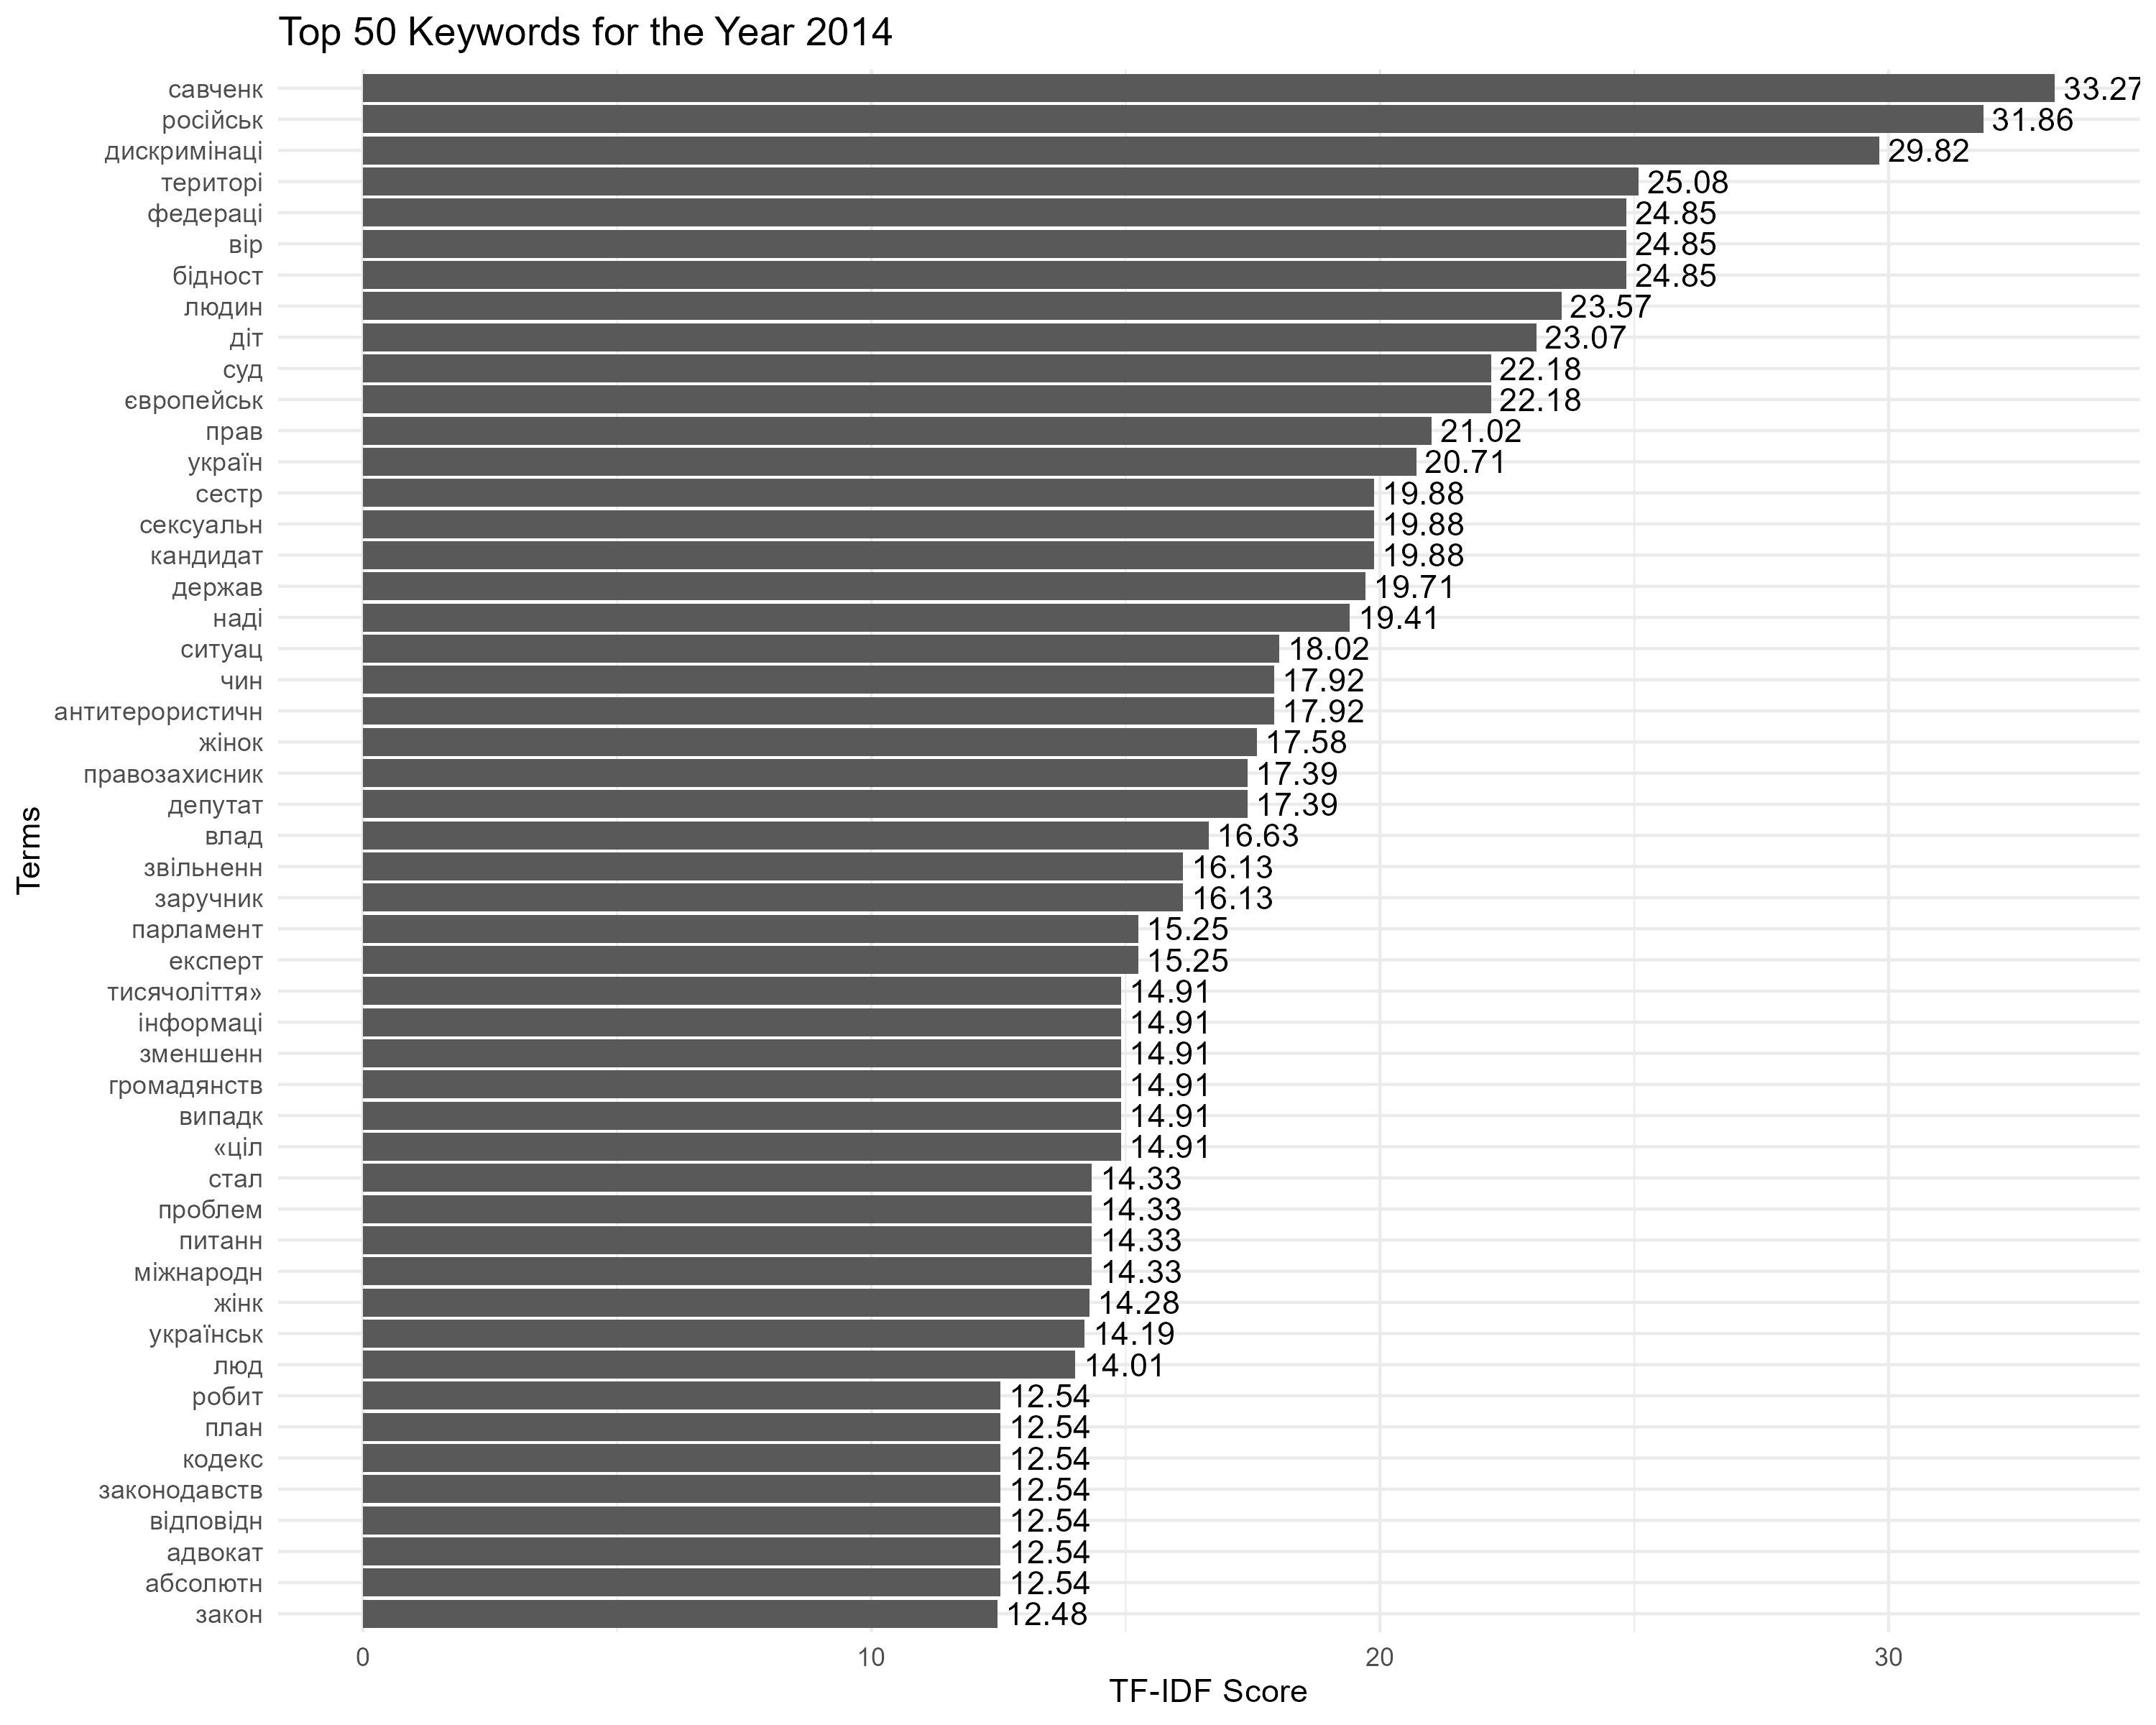 Top 50 Keywords for the Year 2014
савченк 33.27
російськ 31.86
дискримінаці 29.82
територі 25.08
федераці 24.85
вір 24.85
бідност 24.85
людин 23.57
діт 23.07
суд 22.18
європейськ 22.18
прав 21.02
україн 20.71
сестр 19.88
сексуальн 19.88
кандидат 19.88
держав 19.71
наді 19.41
ситуац 18.02
чин 17.92
антитерористичн 17.92
жінок 17.58
правозахисник 17.39
депутат 17.39
влад 16.63
звільненн 16.13
заручник 16.13
парламент 15.25
експерт 15.25
тисячоліття» 14.91
інформаці 14.91
зменшенн 14.91
громадянств 14.91
випадк 14.91
«ціл 14.91
стал 14.33
проблем 14.33
питанн 14.33
міжнародн 14.33
жінк 14.28
українськ 14.19
люд 14.01
робит 12.54
план 12.54
кодекс 12.54
законодавств 12.54
відповідн 12.54
адвокат 12.54
абсолютн 12.54
закон 12.48
0 10 20 30
TF-IDF Score
Terms